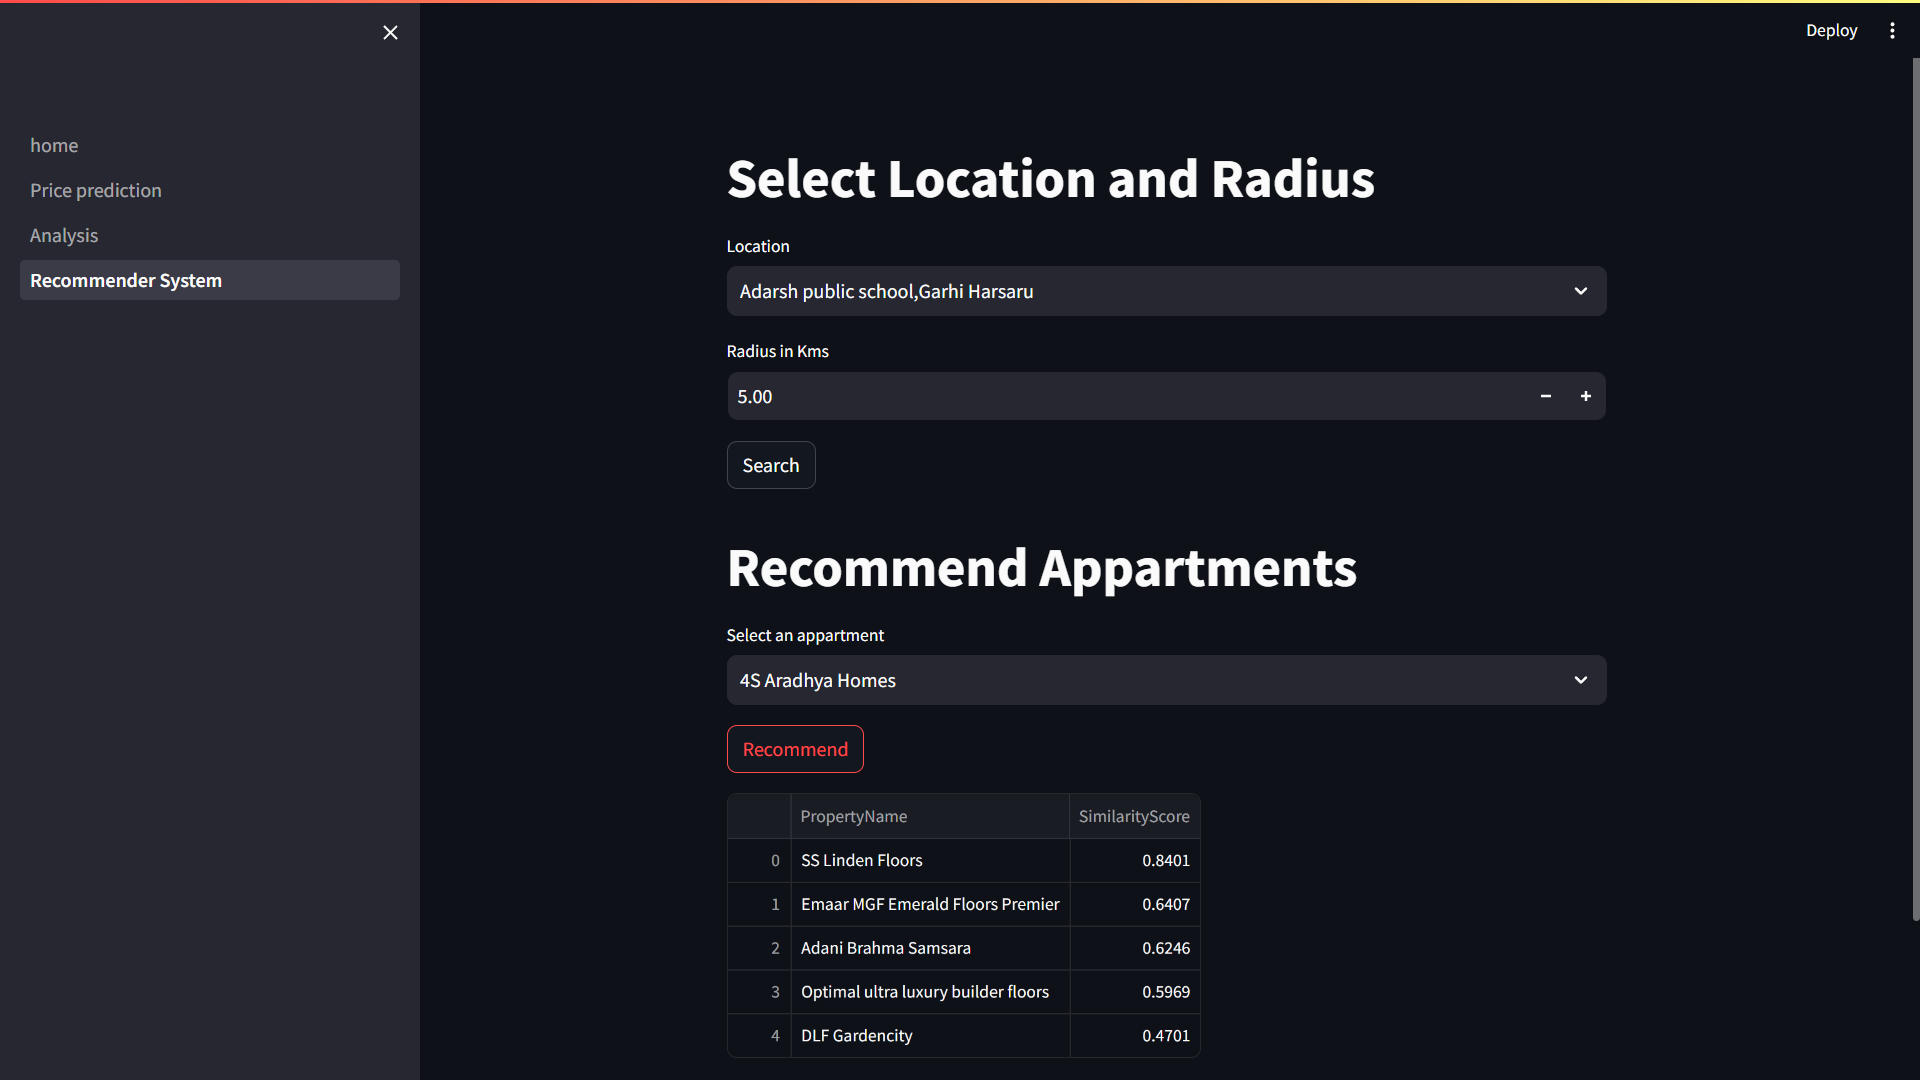 Deploy
home
Price prediction
Analysis
Recommender System
Select Location and Radius
Location
Adarsh public school,Garhi Harsaru
Radius in Kms
5.00
Search
Recommend Appartments
Select an appartment
4S Aradhya Homes
Recommend
PropertyName SimilarityScore
0 SS Linden Floors 0.8401
1 Emaar MGF Emerald Floors Premier 0.6407
2 Adani Brahma Samsara 0.6246
3 Optimal ultra luxury builder floors 0.5969
4 DLF Gardencity 0.4701